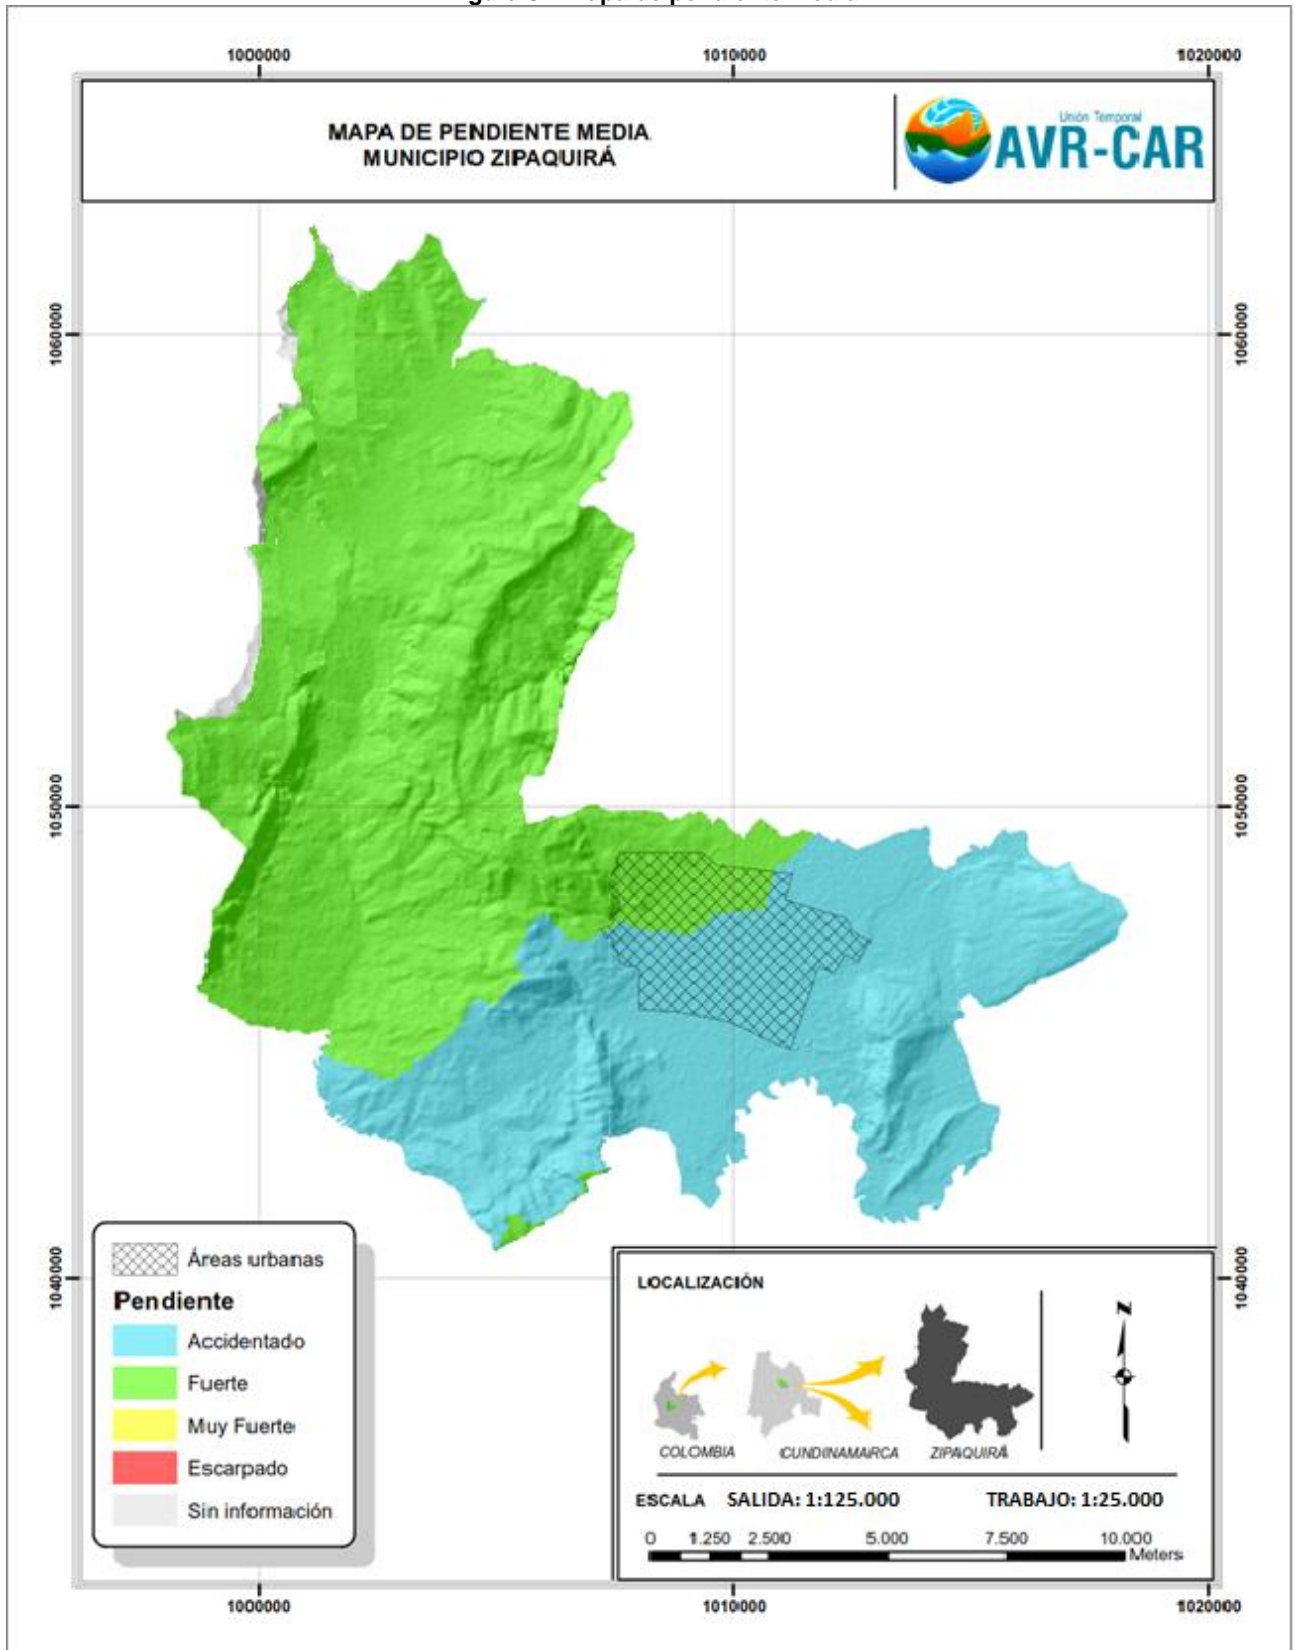 1000000
1010000
1020000
MAPA DE PENDIENTE MEDIA
MUNICIPIO ZIPAQUIRÁ
Unión Temporal
AVR-CAR
1060000
1060000
1050000
1050000
1040000
1040000
Áreas urbanas
Pendiente
Accidentado
Fuerte
Muy Fuerte
Escarpado
Sin información
LOCALIZACIÓN
N
COLOMBIA
CUNDINAMARCA
ZIPAQUIRÁ
ESCALA SALIDA: 1:125.000 TRABAJO: 1:25.000
0 1.250 2.500 5.000 7.500 10.000
Meters
1000000
1010000
1020000